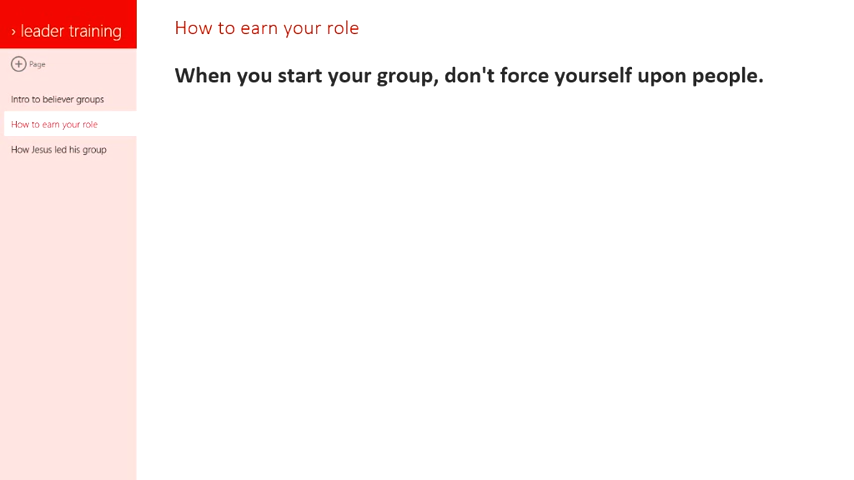 › leader training
Page
Intro to believer groups
How to earn your role
How Jesus led his group
How to earn your role
When you start your group, don't force yourself upon people.